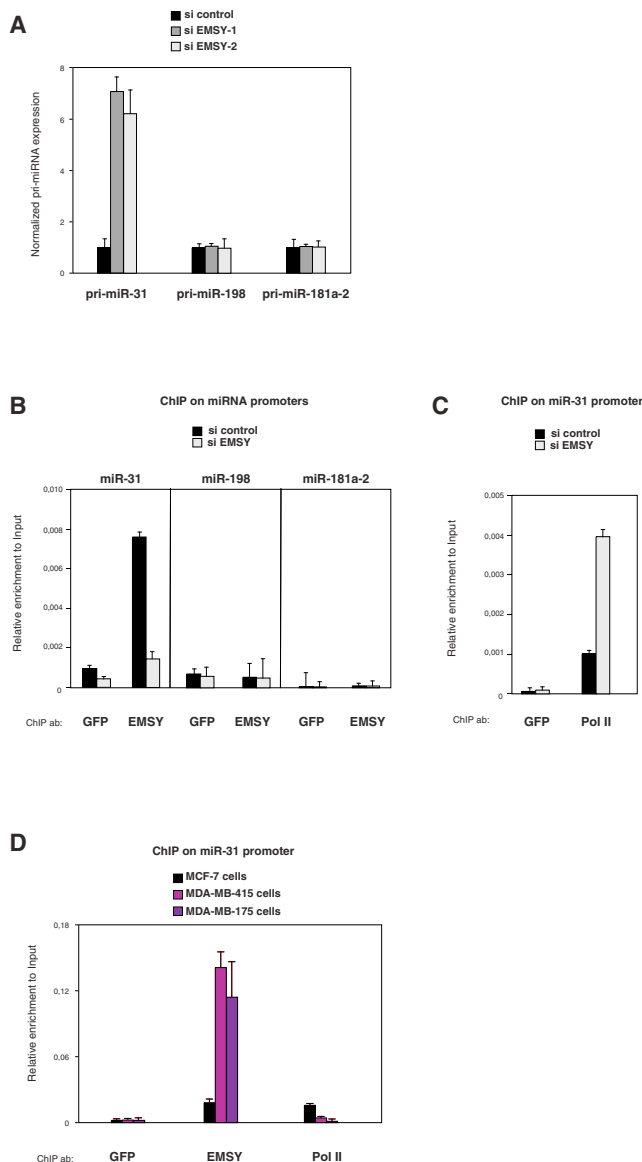 A
si control
si EMSY-1
si EMSY-2
Normalized pri-miRNA expression
8
6
4
2
0
pri-miR-31 pri-miR-198 pri-miR-181a-2
B
ChIP on miRNA promoters
si control
si EMSY
miR-31 miR-198 miR-181a-2
Relative enrichment to Input
0,010
0,008
0,006
0,004
0,002
0
ChIP ab: GFP EMSY GFP EMSY GFP EMSY
C
ChIP on miR-31 promoter
si control
si EMSY
Relative enrichment to Input
0,005
0,004
0,003
0,002
0,001
0
ChIP ab: GFP Pol II
D
ChIP on miR-31 promoter
MCF-7 cells
MDA-MB-415 cells
MDA-MB-175 cells
Relative enrichment to Input
0,18
0,12
0,06
0
ChIP ab: GFP EMSY Pol II